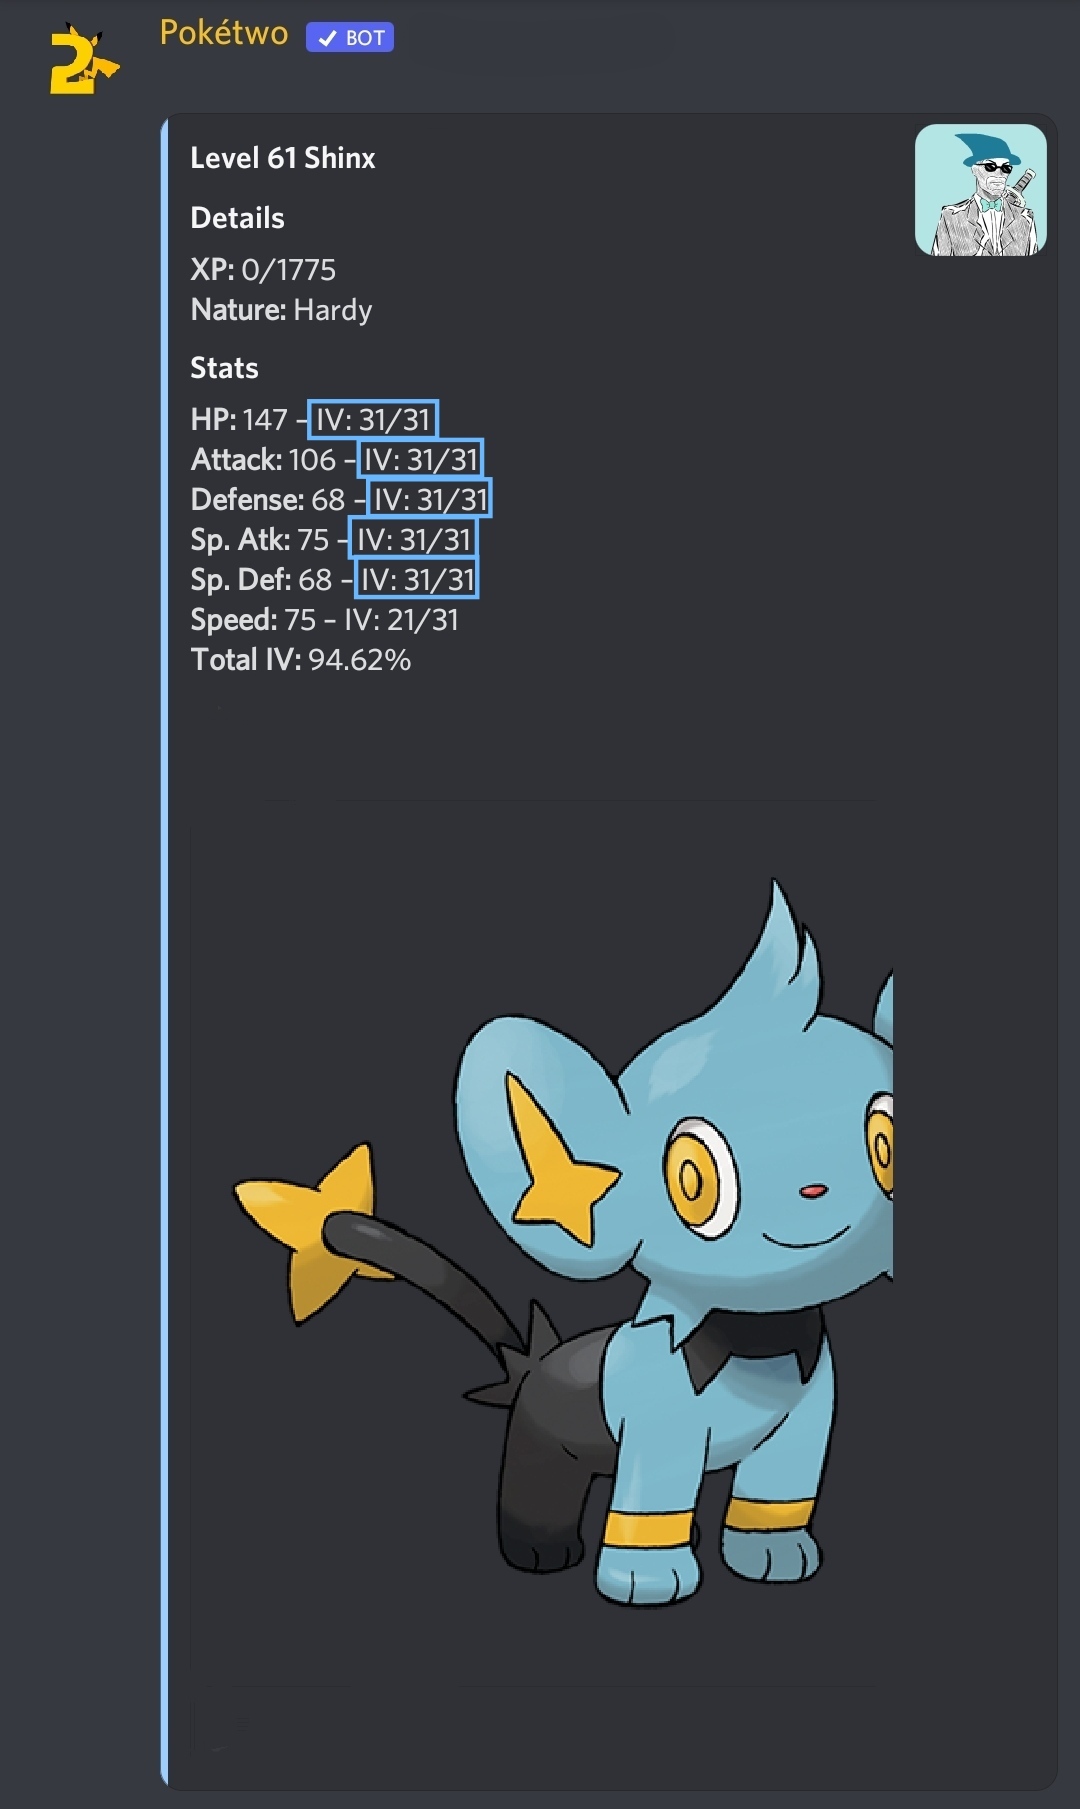 Pokétwo ✓ BOT
Level 61 Shinx
Details
XP: 0/1775
Nature: Hardy
Stats
HP: 147 – IV: 31/31
Attack: 106 – IV: 31/31
Defense: 68 – IV: 31/31
Sp. Atk: 75 – IV: 31/31
Sp. Def: 68 – IV: 31/31
Speed: 75 – IV: 21/31
Total IV: 94.62%